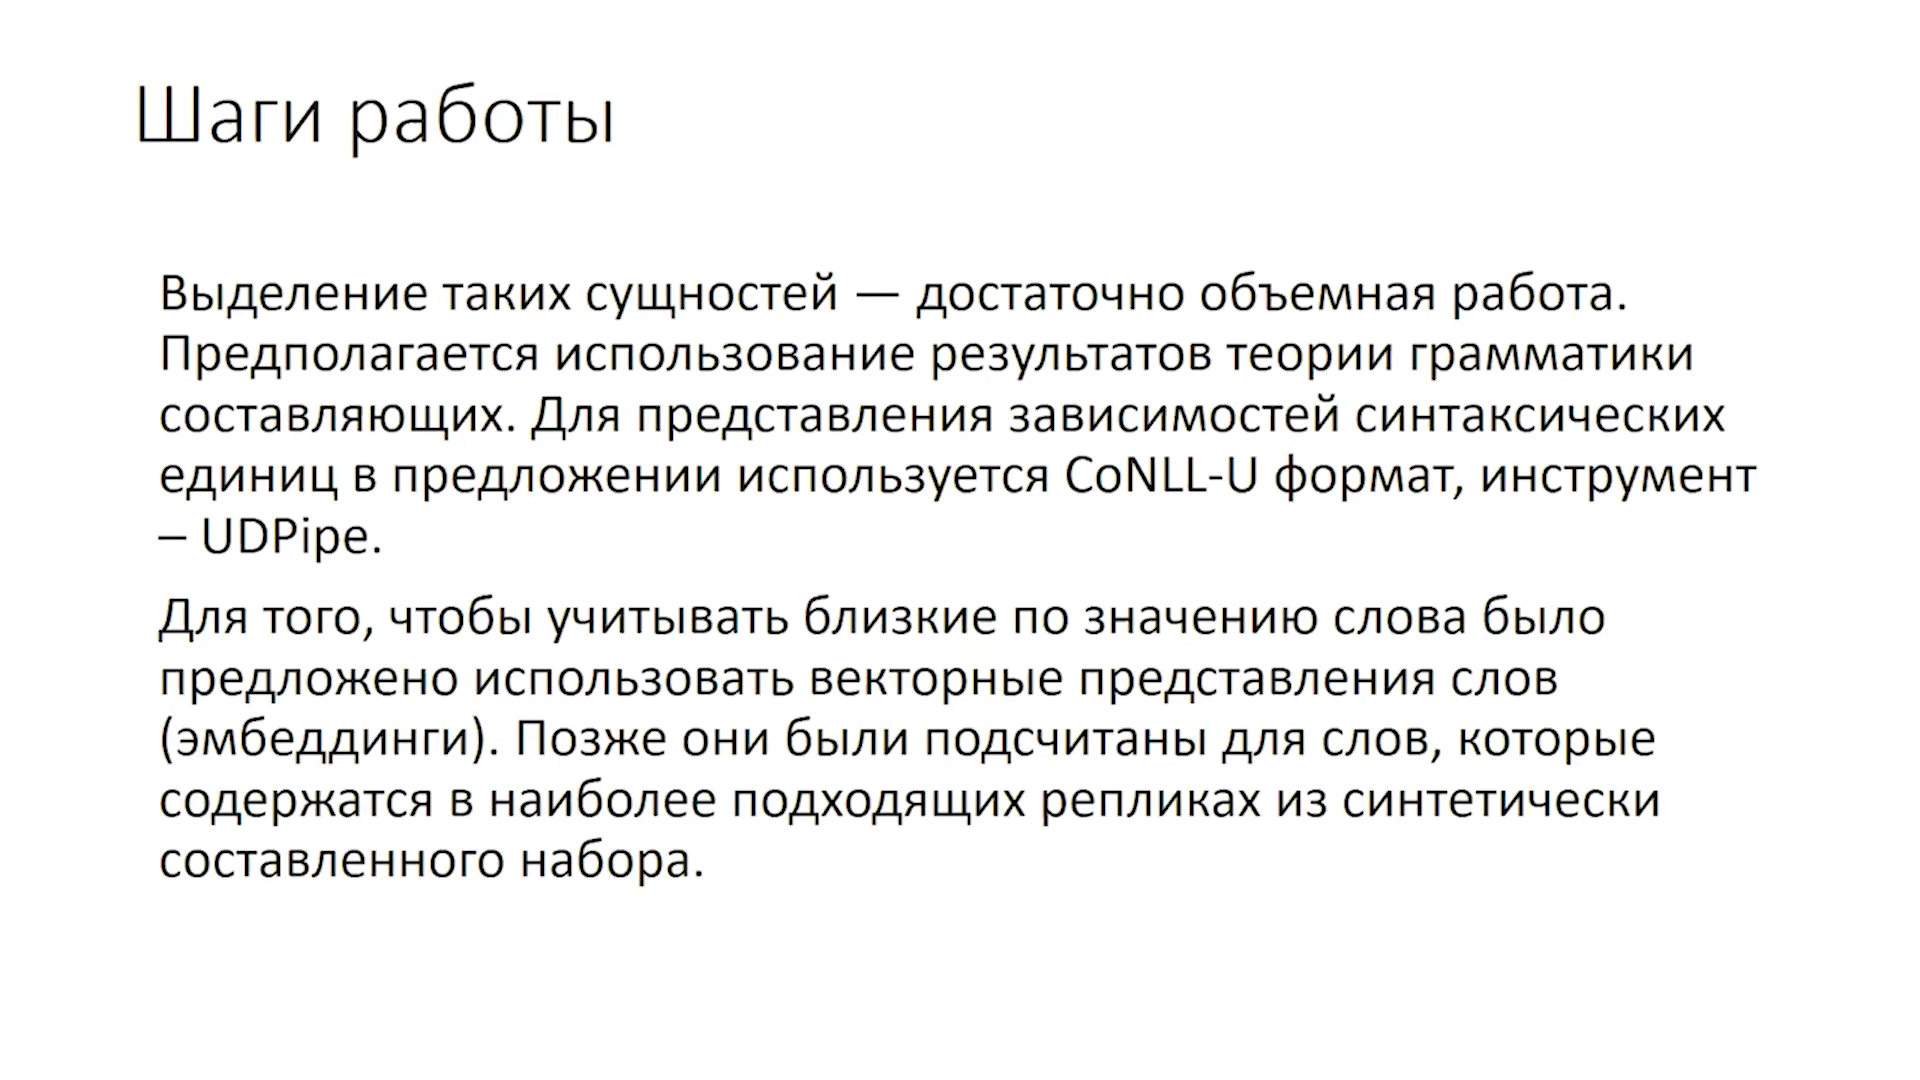 Шаги работы
Выделение таких сущностей — достаточно объемная работа.
Предполагается использование результатов теории грамматики
составляющих. Для представления зависимостей синтаксических
единиц в предложении используется CoNLL-U формат, инструмент
– UDPipe.
Для того, чтобы учитывать близкие по значению слова было
предложено использовать векторные представления слов
(эмбеддинги). Позже они были подсчитаны для слов, которые
содержатся в наиболее подходящих репликах из синтетически
составленного набора.